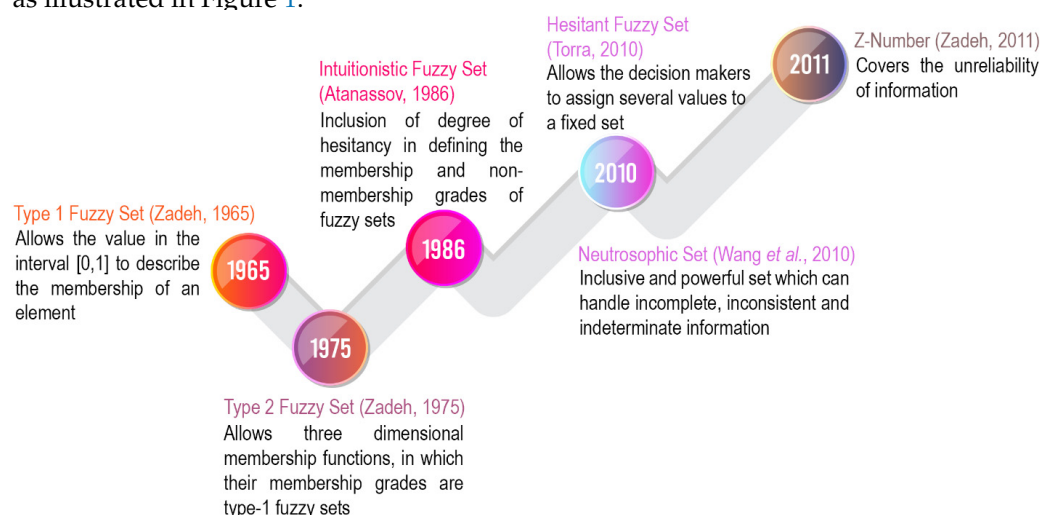 as illustrated in Figure 1.
Type 1 Fuzzy Set (Zadeh, 1965)
Allows the value in the
interval [0,1] to describe
the membership of an
element
1965
1975
Type 2 Fuzzy Set (Zadeh, 1975)
Allows three dimensional
membership functions, in which
their membership grades are
type-1 fuzzy sets
Intuitionistic Fuzzy Set
(Atanassov, 1986)
Inclusion of degree of
hesitancy in defining the
membership and non-
membership grades of
fuzzy sets
1986
Hesitant Fuzzy Set
(Torra, 2010)
Allows the decision makers
to assign several values to
a fixed set
2010
Neutrosophic Set (Wang et al., 2010)
Inclusive and powerful set which can
handle incomplete, inconsistent and
indeterminate information
2011
Z-Number (Zadeh, 2011)
Covers the unreliability
of information